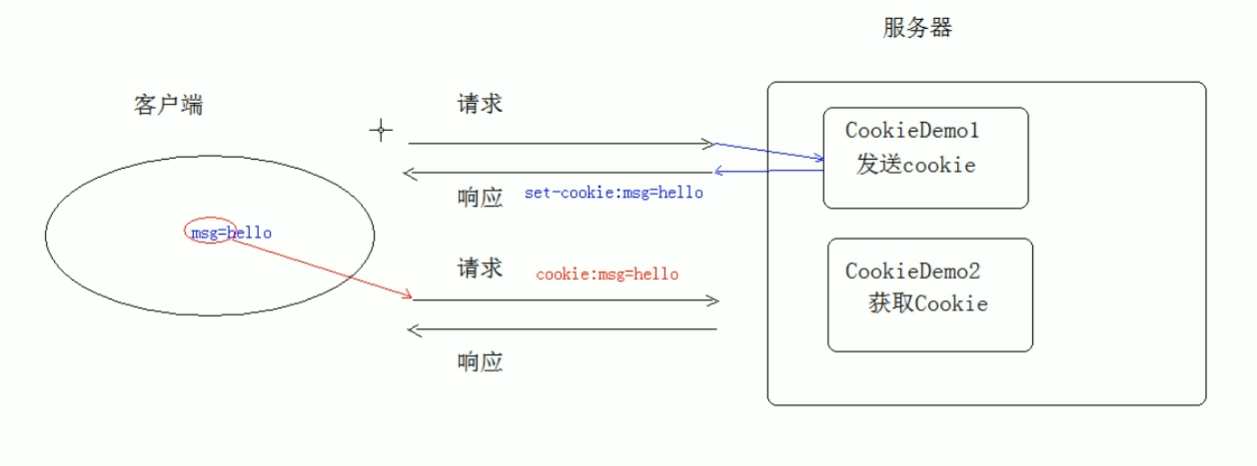 服务器
客户端
请求
CookieDemo1
发送cookie
响应
set-cookie:msg=hello
msg=hello
请求
cookie:msg=hello
CookieDemo2
获取Cookie
响应